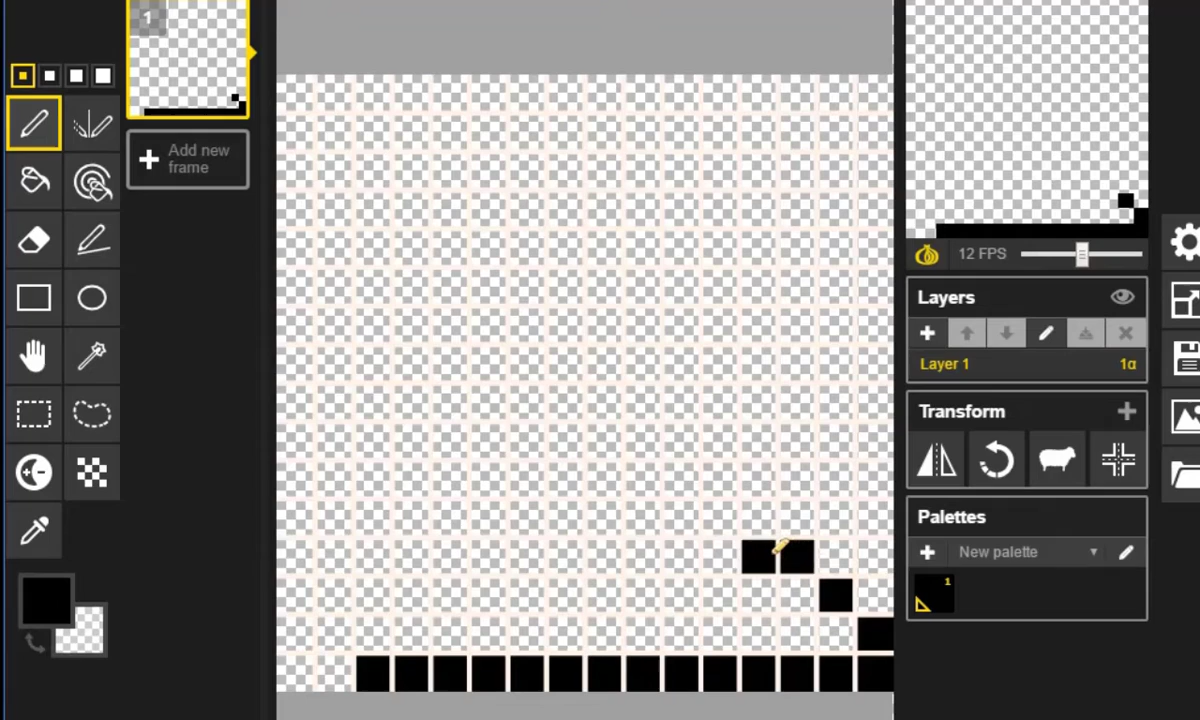 1
Add new
frame
12 FPS
Layers
Layer 1
1α
Transform
Palettes
New palette
1